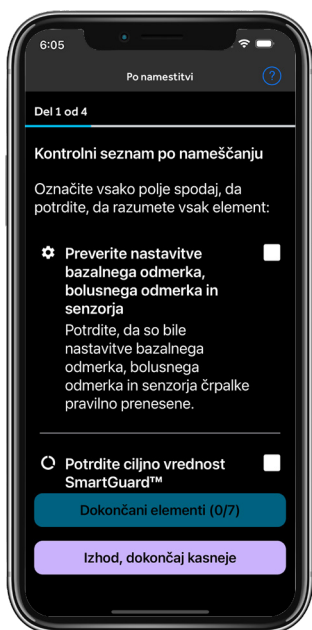 6:05
Po namestitvi
?
Del 1 od 4
Kontrolni seznam po nameščanju
Označite vsako polje spodaj, da
potrdite, da razumete vsak element:
Preverite nastavitve
bazalnega odmerka,
bolusnega odmerka in
senzorja
Potrdite, da so bile
nastavitve bazalnega
odmerka, bolusnega
odmerka in senzorja črpalke
pravilno prenesene.
Potrdite ciljno vrednost
SmartGuard™
Dokončani elementi (0/7)
Izhod, dokončaj kasneje